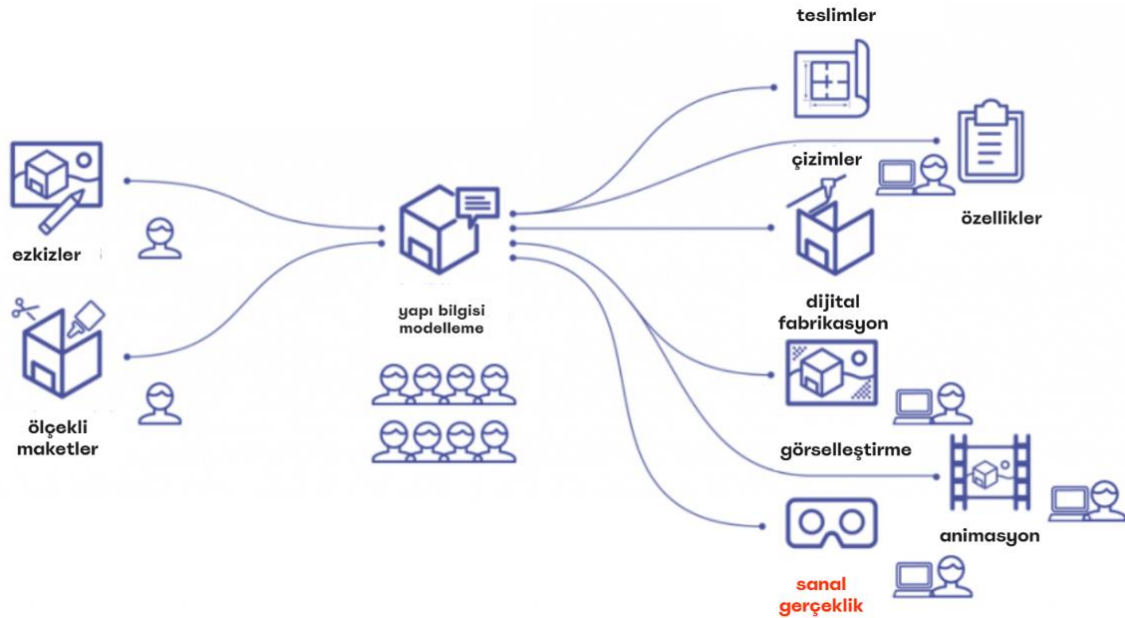 teslimler
çizimler
özellikler
ezkizler
yapı bilgisi
modelleme
dijital
fabrikasyon
ölçekli
maketler
görselleştirme
animasyon
sanal
gerçeklik